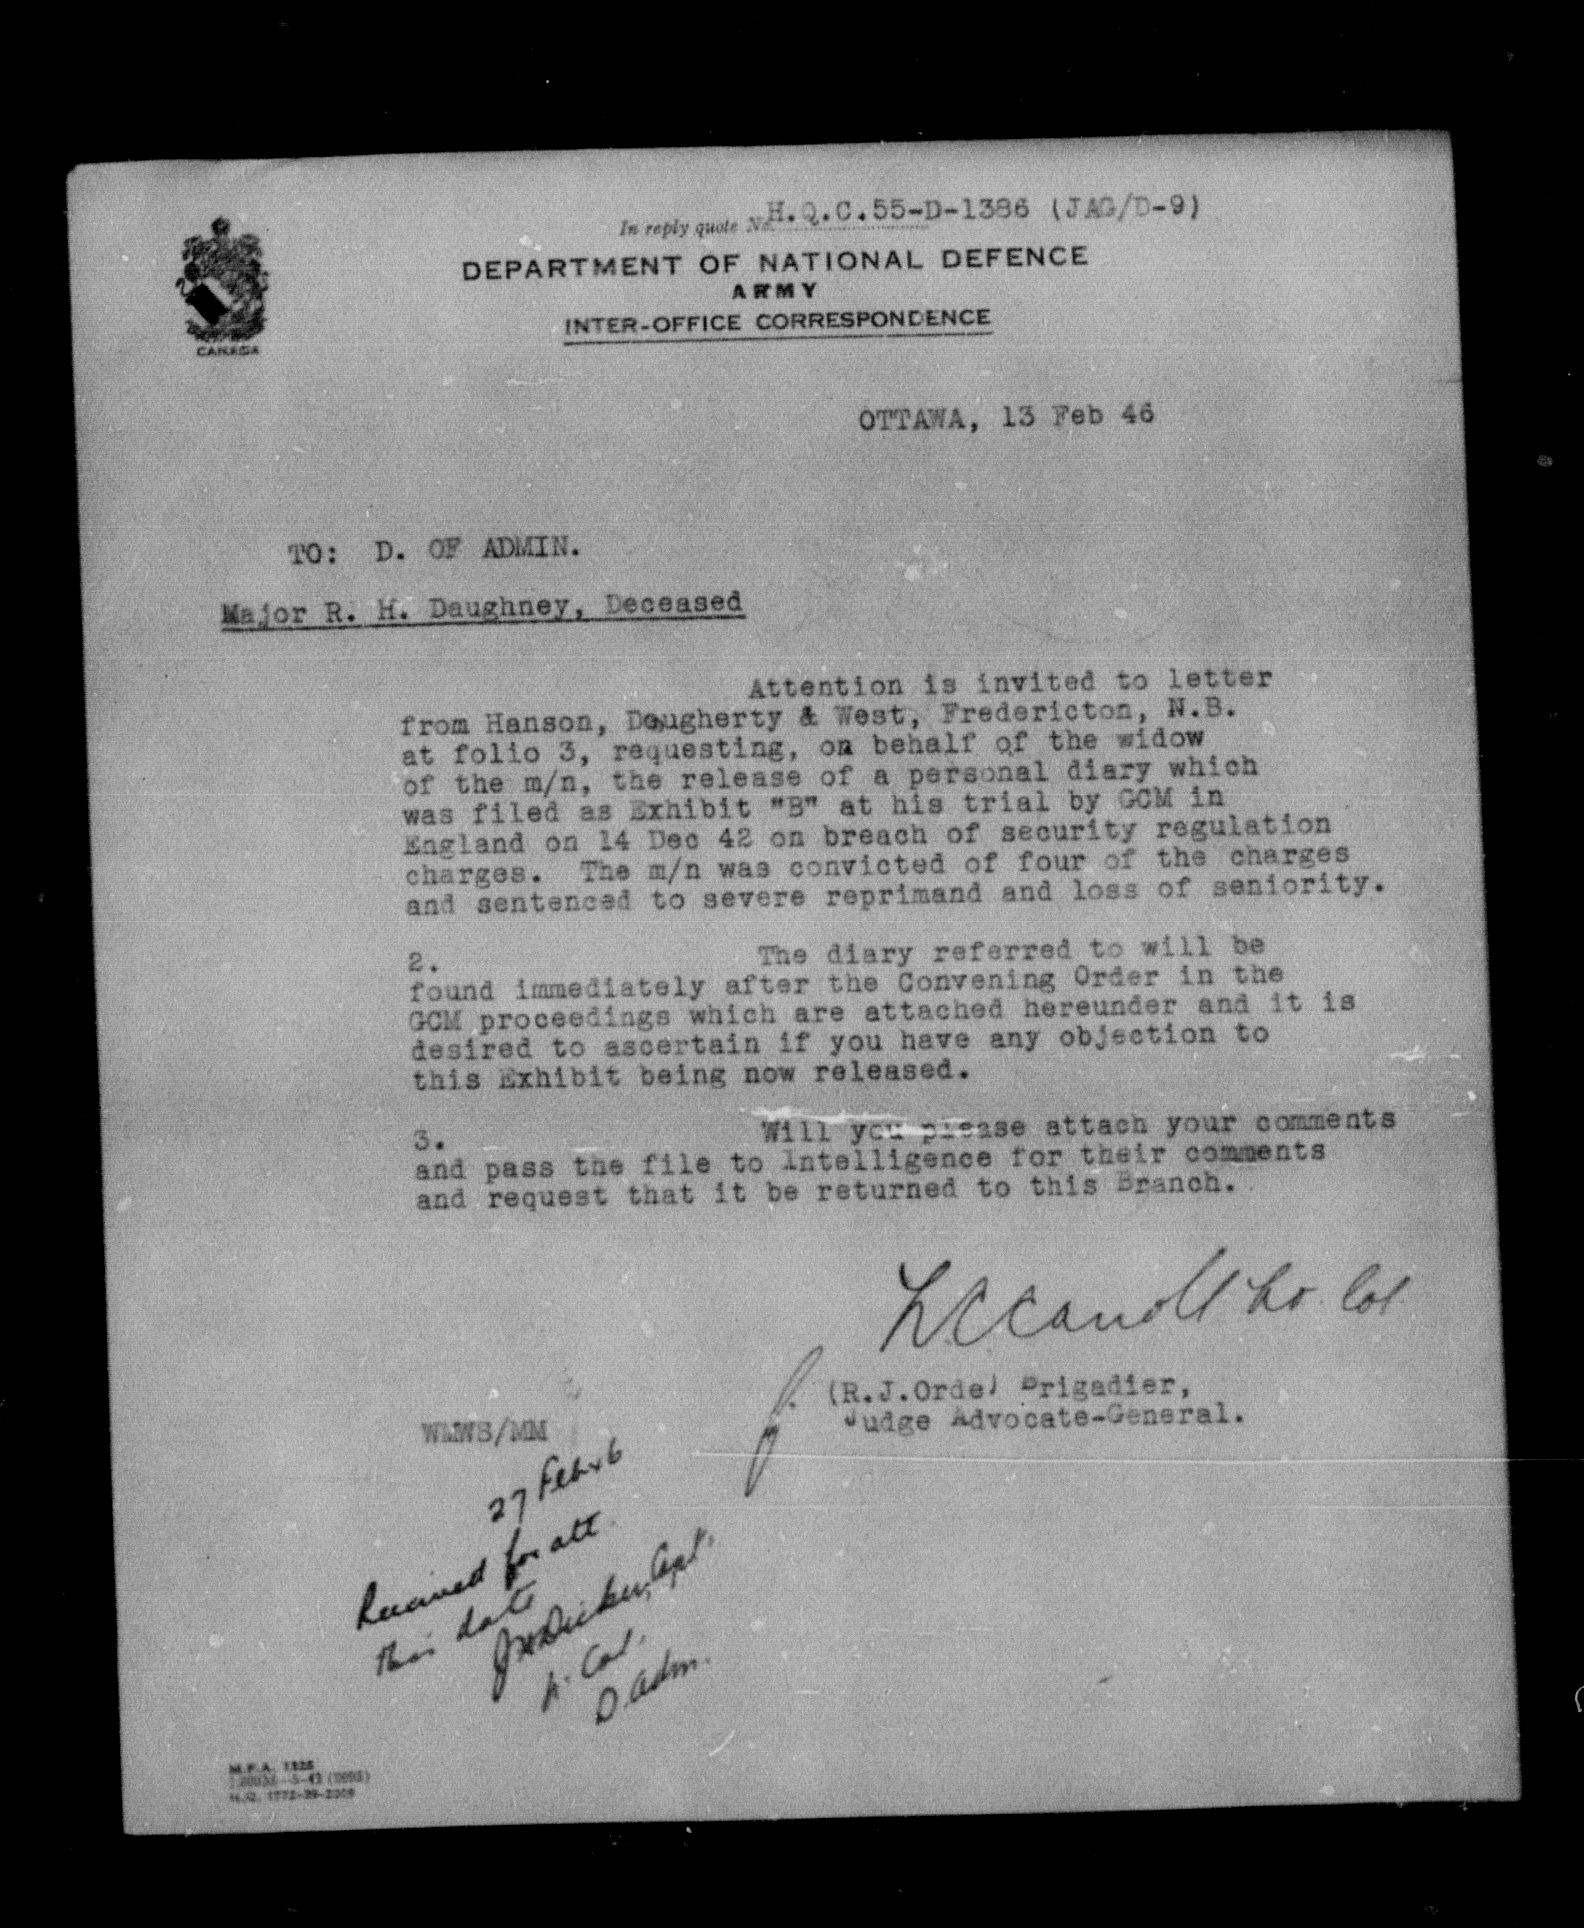 In reply quote No. H.Q.C.55-D-1386 (JAG/D-9)
DEPARTMENT OF NATIONAL DEFENCE
ARMY
INTER-OFFICE CORRESPONDENCE
CANADA
OTTAWA, 13 Feb 46
TO: D. OF ADMIN.
Major R. H. Daughney, Deceased
Attention is invited to letter
from Hanson, Dougherty & West, Fredericton, N.B.
at folio 3, requesting, on behalf of the widow
of the m/n, the release of a personal diary which
was filed as Exhibit "B" at his trial by GCM in
England on 14 Dec 42 on breach of security regulation
charges. The m/n was convicted of four of the charges
and sentenced to severe reprimand and loss of seniority.
2. The diary referred to will be
found immediately after the Convening Order in the
GCM proceedings which are attached hereunder and it is
desired to ascertain if you have any objection to
this Exhibit being now released.
3. Will you please attach your comments
and pass the file to Intelligence for their comments
and request that it be returned to this Branch.
Col
(R.J.Orde) Brigadier,
Judge Advocate-General.
WLWS/MM
27 Feb 46
Received for att
this date
Capt.
D. Adm.
M.F.A.